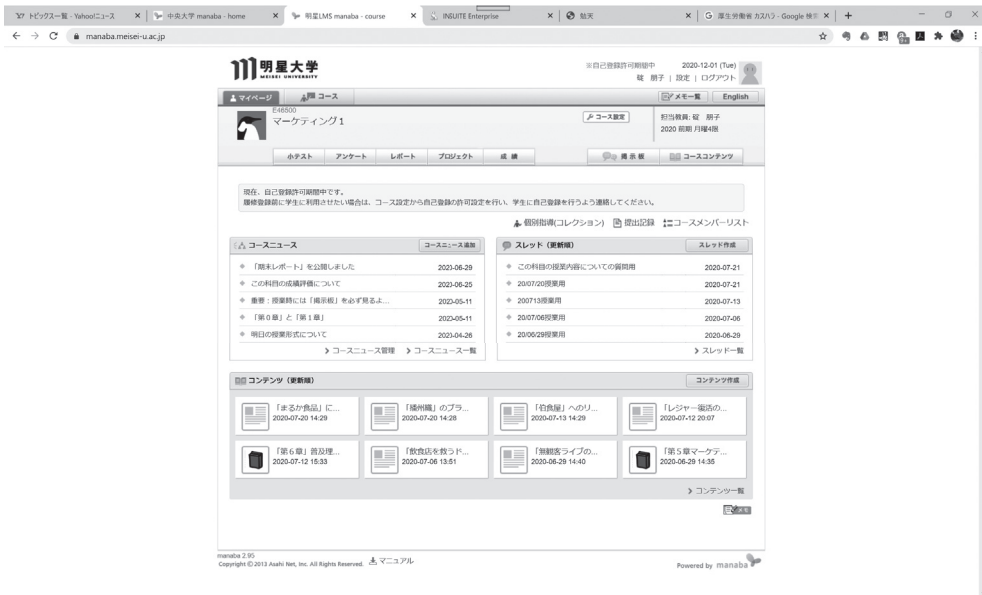 トピックス一覧 - Yahoo!ニュース
中央大学 manaba - home
明星LMS manaba - course
INSUITE Enterprise
G 厚生労働省 カスハラ - Google 検索
manaba.meisei-u.ac.jp
明星大学
MEISEI UNIVERSITY
※自己登録許可期間中 2020-12-01 (Tue)
碇 朋子 | 設定 | ログアウト
マイページ コース メモ一覧 English
E46500
マーケティング1
コース設定
担当教員: 碇 朋子
2020 前期 月曜4限
小テスト アンケート レポート プロジェクト 成績 掲示板 コースコンテンツ
現在、自己登録許可期間中です。
履修登録前に学生に利用させたい場合は、コース設定から自己登録の許可設定を行い、学生に自己登録を行うよう連絡してください。
個別指導(コレクション) 提出記録 コースメンバーリスト
コースニュース コースニュース追加
「期末レポート」を公開しました 2020-06-29
この科目の成績評価について 2020-06-25
重要：授業時には「掲示板」を必ず見るよ... 2020-05-11
「第0章」と「第1章」 2020-05-11
明日の授業形式について 2020-04-26
コースニュース管理 コースニュース一覧
スレッド（更新順） スレッド作成
この科目の授業内容についての質問用 2020-07-21
20/07/20授業用 2020-07-21
200713授業用 2020-07-13
20/07/06授業用 2020-07-06
20/06/29授業用 2020-06-29
スレッド一覧
コンテンツ（更新順） コンテンツ作成
「まるか食品」に...
2020-07-20 14:29
「播州織」のブラ...
2020-07-20 14:28
「佰食屋」へのリ...
2020-07-13 14:29
「レジャー復活の...
2020-07-12 20:07
「第6章」普及理...
2020-07-12 15:33
「飲食店を救うド...
2020-07-06 13:51
「無観客ライブの...
2020-06-29 14:40
「第5章マーケテ...
2020-06-29 14:35
コンテンツ一覧
メモ
manaba 2.95
Copyright © 2013 Asahi Net, Inc. All Rights Reserved. マニュアル
Powered by manaba